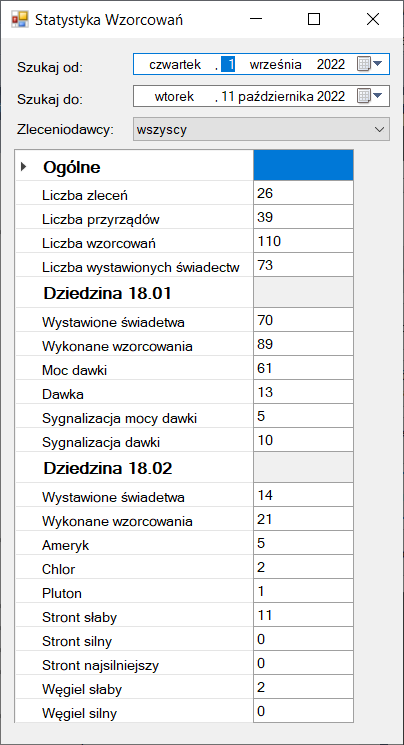 Statystyka Wzorcowań
Szukaj od: czwartek , 1 września 2022
Szukaj do: wtorek , 11 października 2022
Zleceniodawcy: wszyscy
Ogólne
Liczba zleceń 26
Liczba przyrządów 39
Liczba wzorcowań 110
Liczba wystawionych świadectw 73
Dziedzina 18.01
Wystawione świadetwa 70
Wykonane wzorcowania 89
Moc dawki 61
Dawka 13
Sygnalizacja mocy dawki 5
Sygnalizacja dawki 10
Dziedzina 18.02
Wystawione świadetwa 14
Wykonane wzorcowania 21
Ameryk 5
Chlor 2
Pluton 1
Stront słaby 11
Stront silny 0
Stront najsilniejszy 0
Węgiel słaby 2
Węgiel silny 0